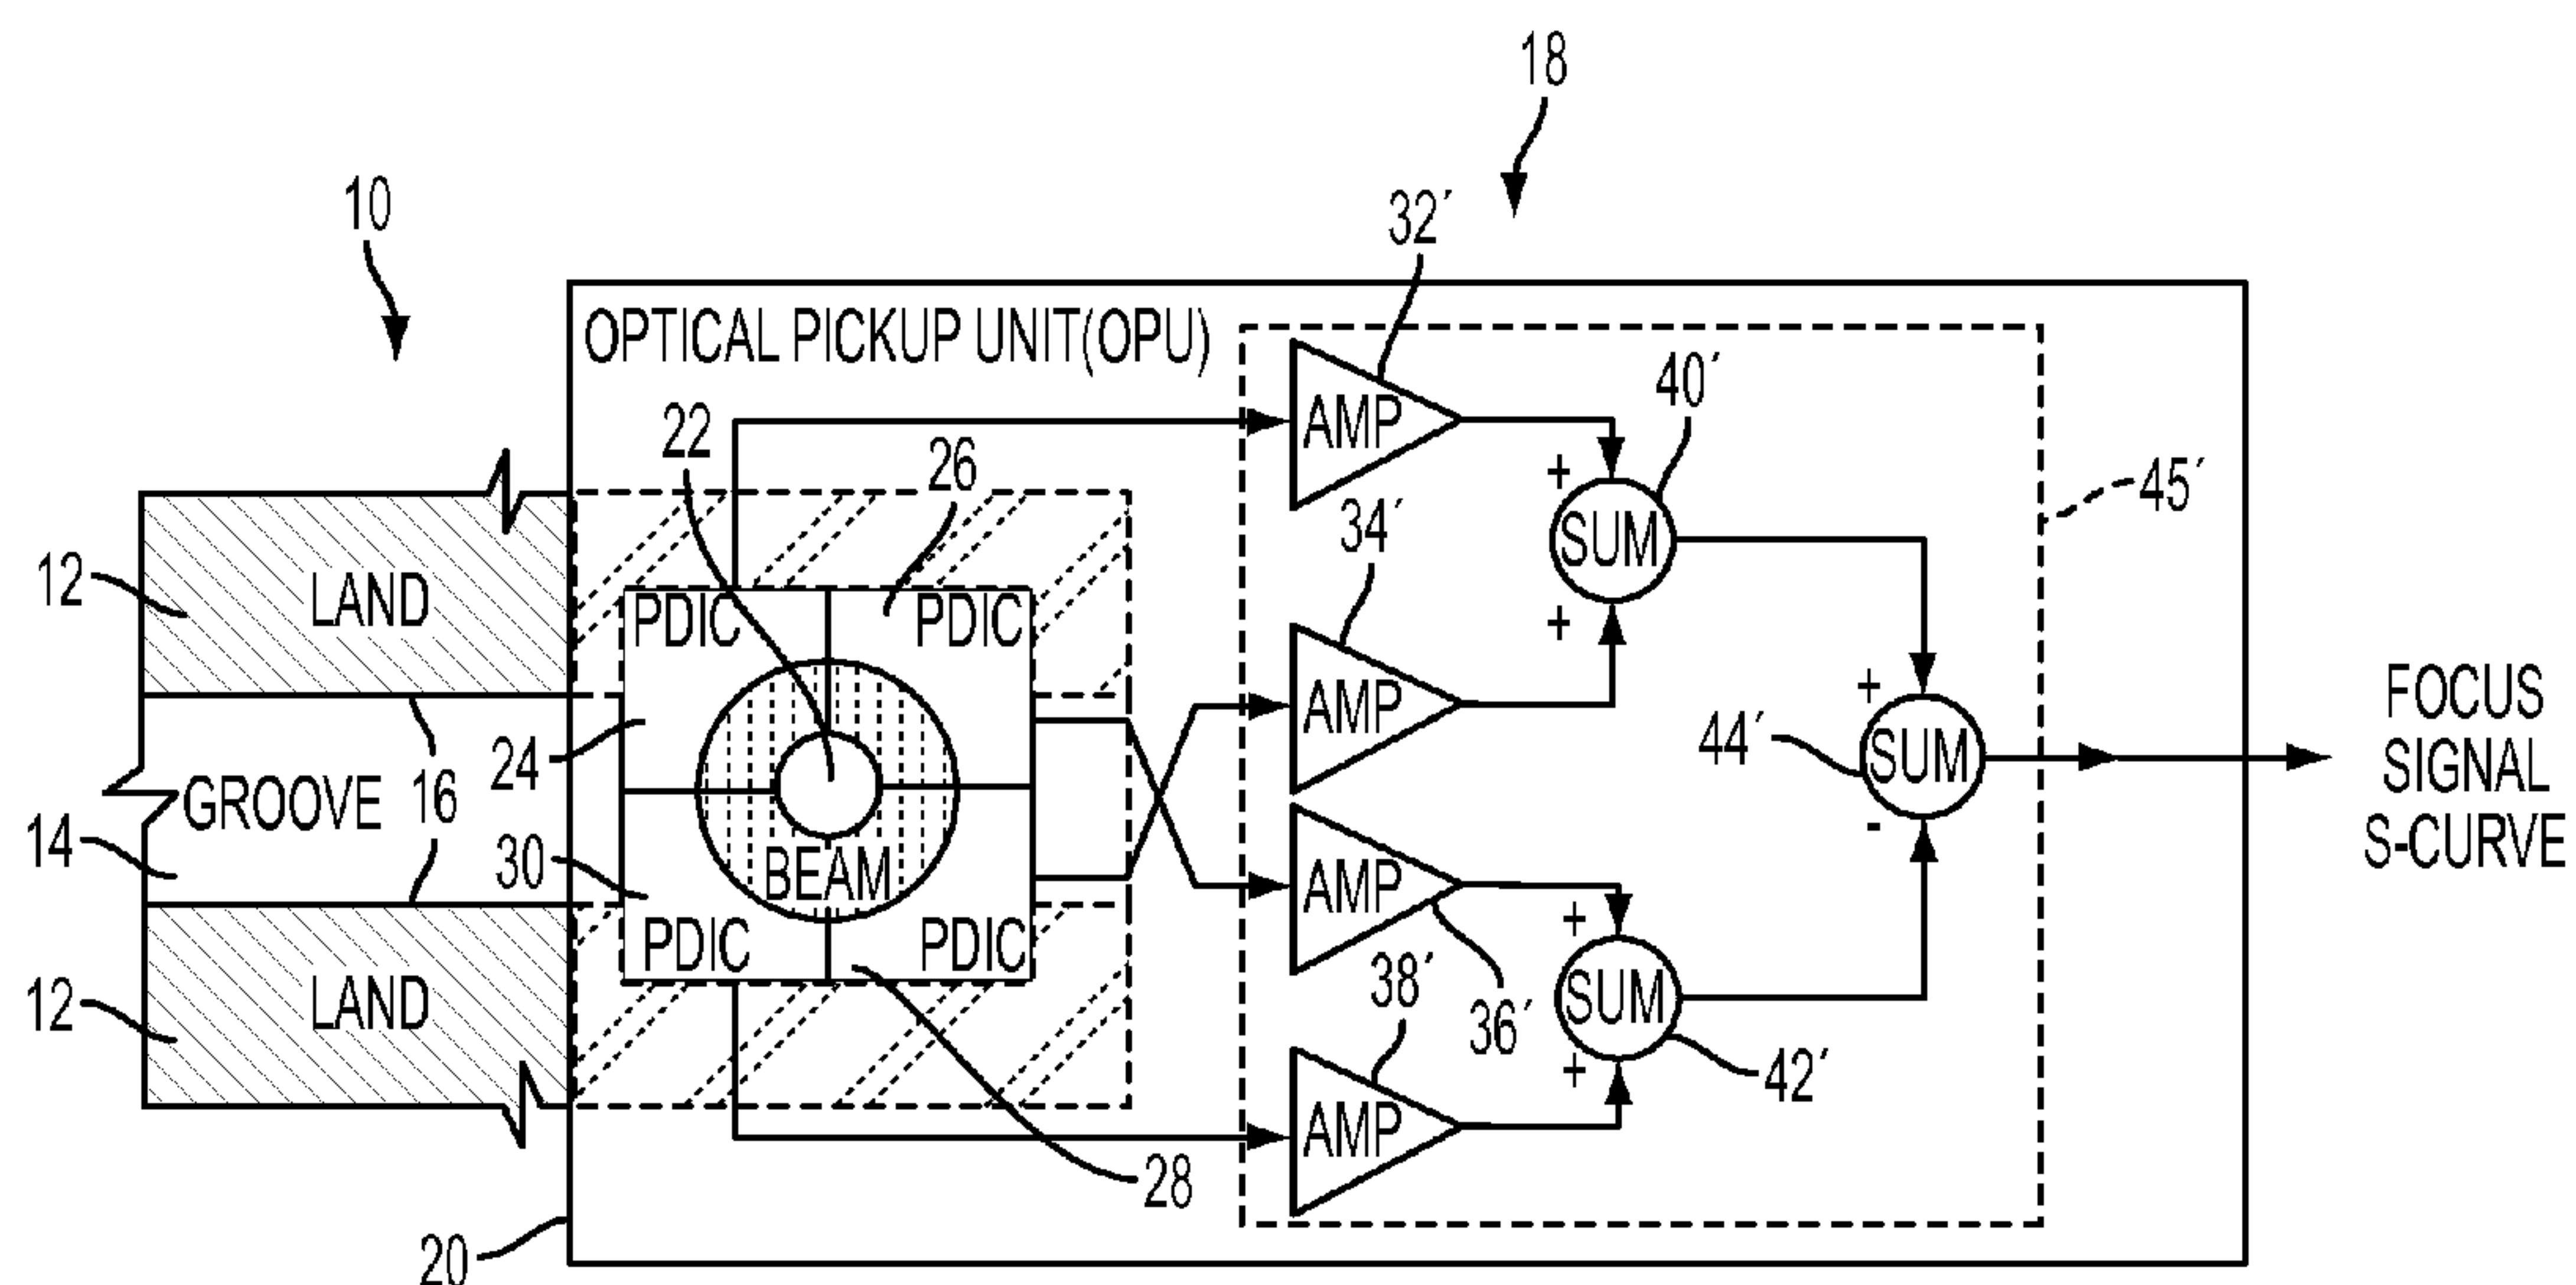 18
10
32′
OPTICAL PICKUP UNIT(OPU)
40′
AMP
22
26
+
45′
34′
SUM
12
LAND
PDIC
PDIC
+
+
FOCUS
SIGNAL
S-CURVE
24
AMP
44′
SUM
16
GROOVE
-
14
30
BEAM
AMP
+
PDIC
PDIC
38′
SUM
12
LAND
36′
+
42′
AMP
28
20